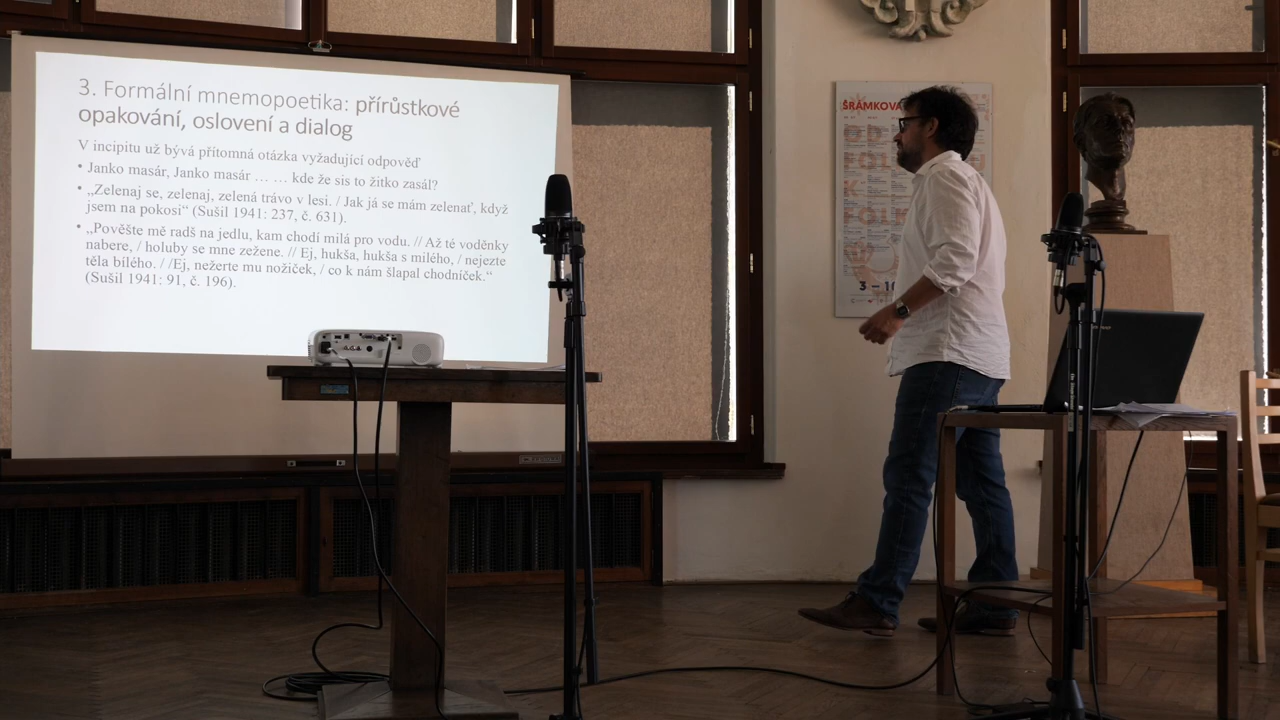 3. Formální mnemopoetika: přírůstkové
opakování, oslovení a dialog
V incipitu už bývá přítomná otázka vyžadující odpověď
• Janko masár, Janko masár … … kde že sis to žitko zasál?
• „Zelenaj se, zelenaj, zelená trávo v lesi. / Jak já se mám zelenať, když
jsem na pokosi“ (Sušil 1941: 237, č. 631).
• „Povězte mě radš na jedlu, kam chodí milá pro vodu. // Až té voděnky
nabere, / holuby se mne zežene. // Ej, hukša, hukša s milého, / nejezte
těla bílého. / /Ej, nežerte mu nožiček, / co k nám šlapal chodníček.“
(Sušil 1941: 91, č. 196).
ŠRÁMKOVA
FOLK